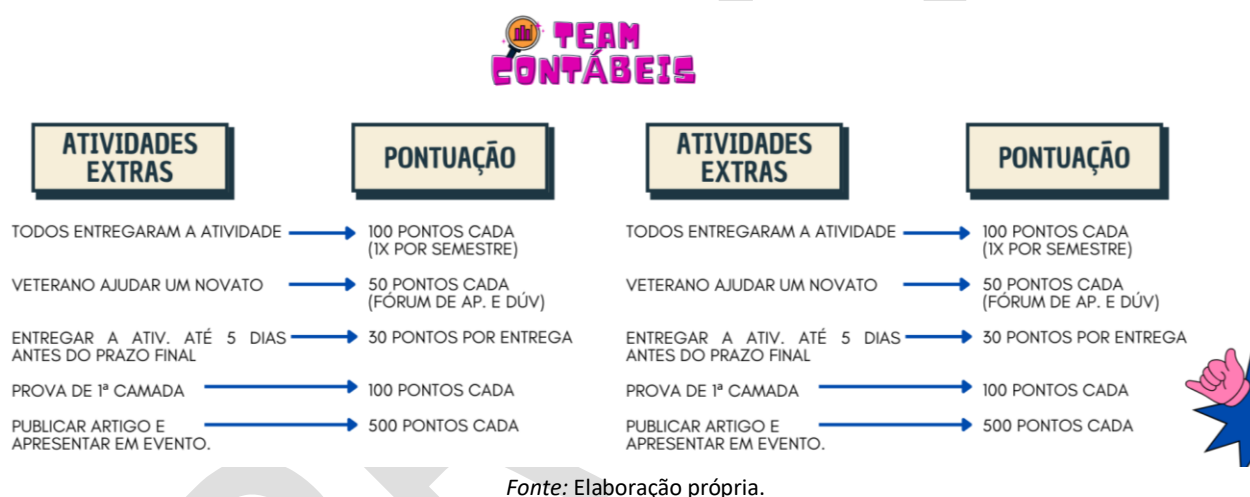 TEAM
CONTÁBEIS
ATIVIDADES
EXTRAS
PONTUAÇÃO
TODOS ENTREGARAM A ATIVIDADE
100 PONTOS CADA
(1X POR SEMESTRE)
VETERANO AJUDAR UM NOVATO
50 PONTOS CADA
(FÓRUM DE AP. E DÚV)
ENTREGAR A ATIV. ATÉ 5 DIAS
ANTES DO PRAZO FINAL
30 PONTOS POR ENTREGA
PROVA DE 1ª CAMADA
100 PONTOS CADA
PUBLICAR ARTIGO E
APRESENTAR EM EVENTO.
500 PONTOS CADA
ATIVIDADES
EXTRAS
PONTUAÇÃO
TODOS ENTREGARAM A ATIVIDADE
100 PONTOS CADA
(1X POR SEMESTRE)
VETERANO AJUDAR UM NOVATO
50 PONTOS CADA
(FÓRUM DE AP. E DÚV)
ENTREGAR A ATIV. ATÉ 5 DIAS
ANTES DO PRAZO FINAL
30 PONTOS POR ENTREGA
PROVA DE 1ª CAMADA
100 PONTOS CADA
PUBLICAR ARTIGO E
APRESENTAR EM EVENTO.
500 PONTOS CADA
Fonte: Elaboração própria.